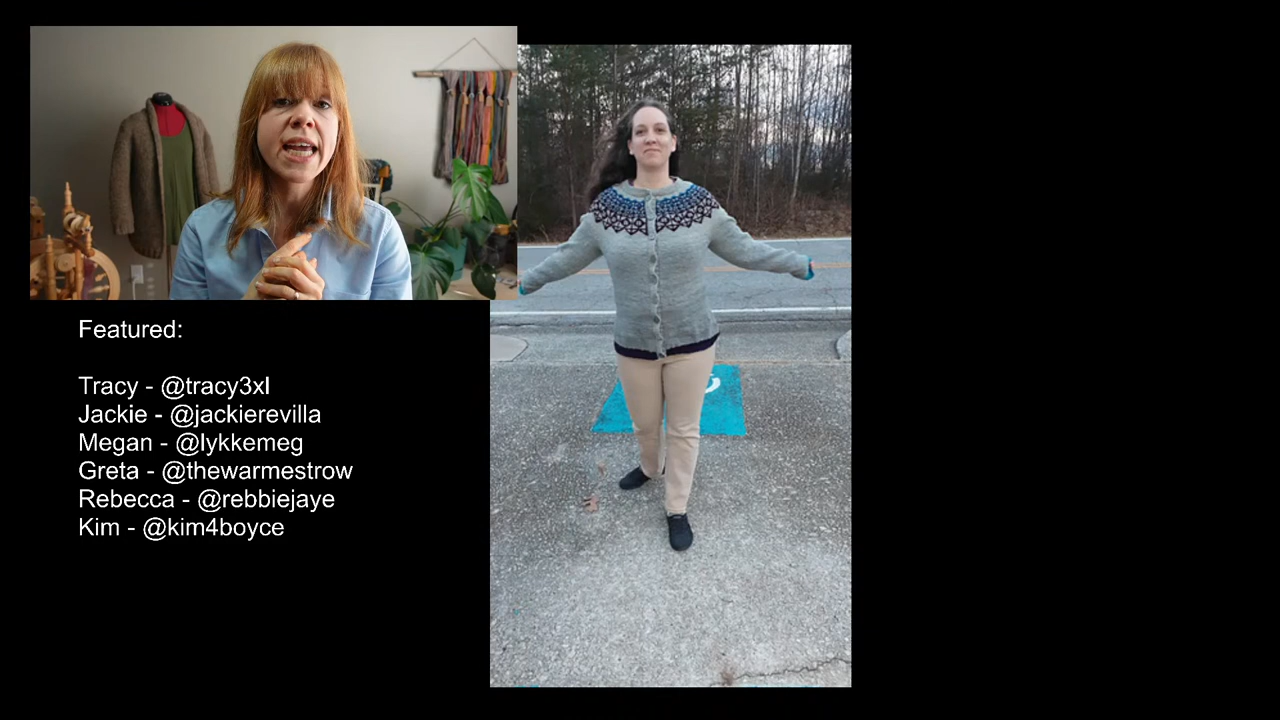 Featured:
Tracy - @tracy3xl
Jackie - @jackierevilla
Megan - @lykkemeg
Greta - @thewarmestrow
Rebecca - @rebbiejaye
Kim - @kim4boyce